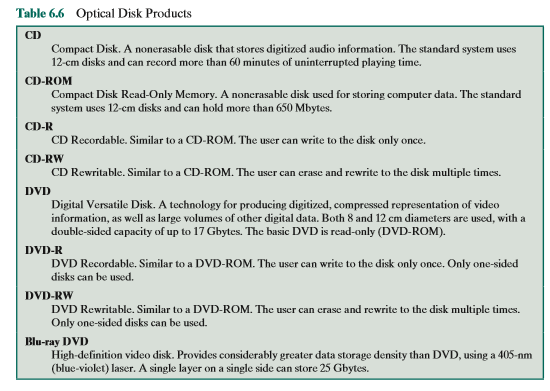 Table 6.6 Optical Disk Products
CD
Compact Disk. A nonerasable disk that stores digitized audio information. The standard system uses
12-cm disks and can record more than 60 minutes of uninterrupted playing time.
CD-ROM
Compact Disk Read-Only Memory. A nonerasable disk used for storing computer data. The standard
system uses 12-cm disks and can hold more than 650 Mbytes.
CD-R
CD Recordable. Similar to a CD-ROM. The user can write to the disk only once.
CD-RW
CD Rewritable. Similar to a CD-ROM. The user can erase and rewrite to the disk multiple times.
DVD
Digital Versatile Disk. A technology for producing digitized, compressed representation of video
information, as well as large volumes of other digital data. Both 8 and 12 cm diameters are used, with a
double-sided capacity of up to 17 Gbytes. The basic DVD is read-only (DVD-ROM).
DVD-R
DVD Recordable. Similar to a DVD-ROM. The user can write to the disk only once. Only one-sided
disks can be used.
DVD-RW
DVD Rewritable. Similar to a DVD-ROM. The user can erase and rewrite to the disk multiple times.
Only one-sided disks can be used.
Blu-ray DVD
High-definition video disk. Provides considerably greater data storage density than DVD, using a 405-nm
(blue-violet) laser. A single layer on a single side can store 25 Gbytes.